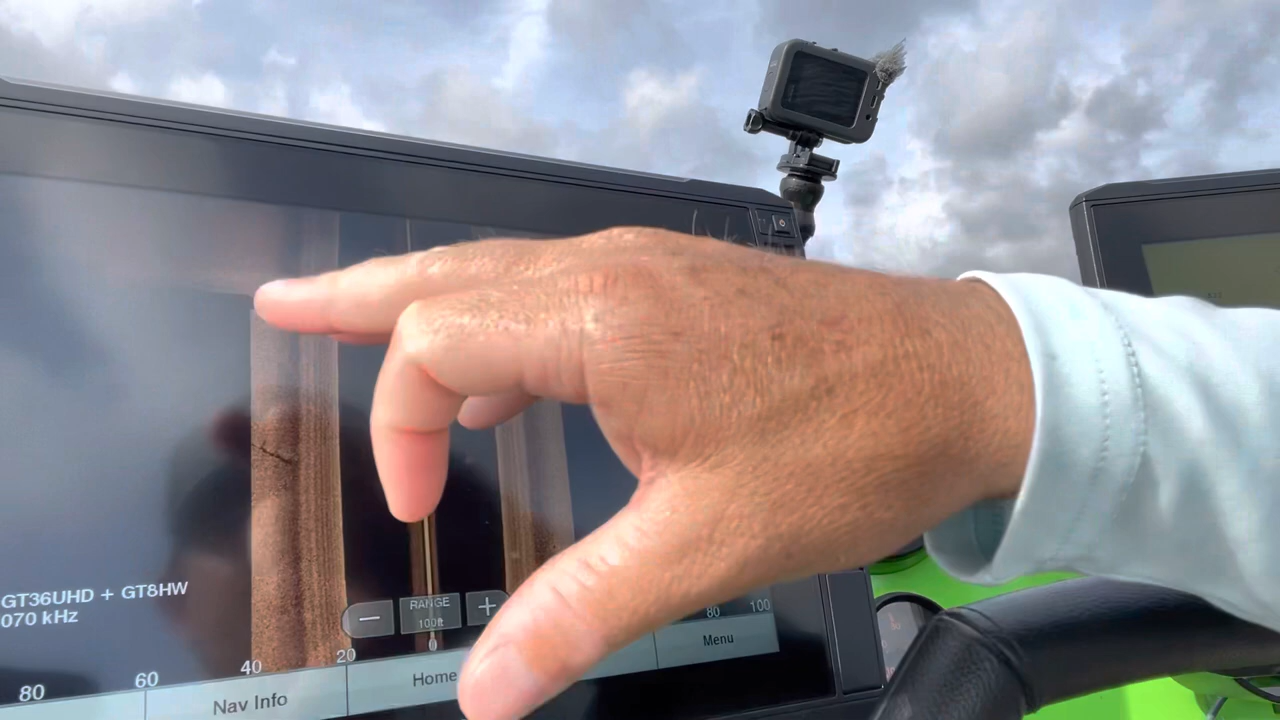 GT36UHD + GT8HW
070 kHz
RANGE
100ft
80
60
40
20
0
80
100
Nav Info
Home
Menu